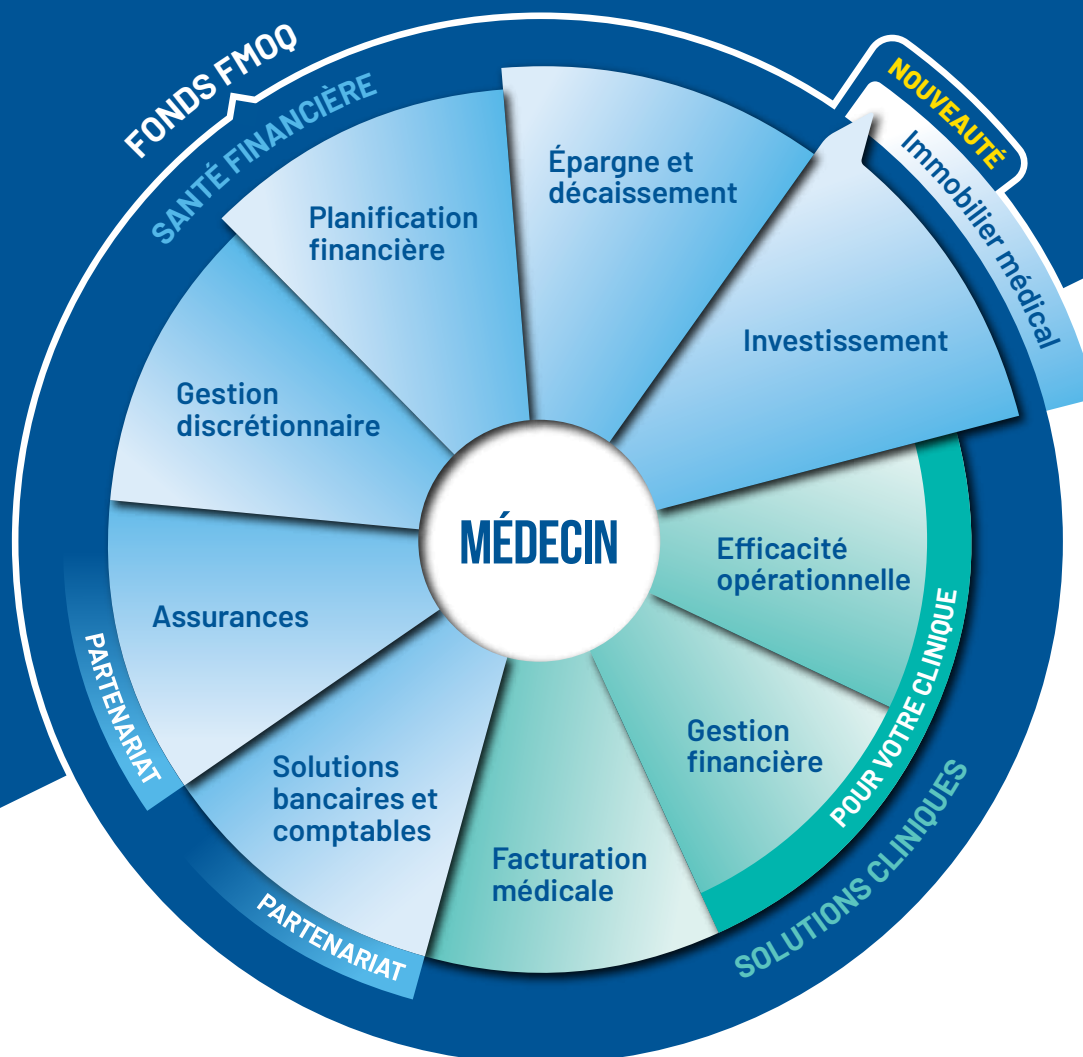 FONDS FMOQ
SANTÉ FINANCIÈRE
NOUVEAUTÉ
Immobilier médical
Épargne et
décaissement
Planification
financière
Investissement
Gestion
discrétionnaire
MÉDECIN
Efficacité
opérationnelle
Assurances
PARTENARIAT
Gestion
financière
POUR VOTRE CLINIQUE
Solutions
bancaires et
comptables
PARTENARIAT
Facturation
médicale
SOLUTIONS CLINIQUES